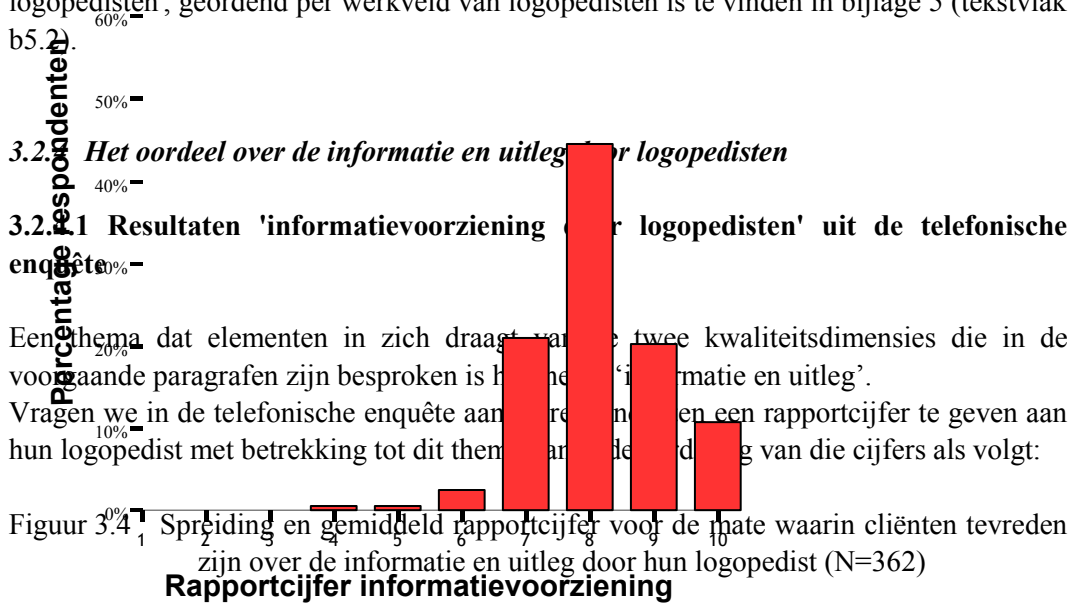 logopedisten', geordend per werkveld van logopedisten is te vinden in bijlage 5 (tekstvlak
b5.2).
3.2. Het oordeel over de informatie en uitleg door logopedisten
3.2. .1 Resultaten 'informatievoorziening logopedisten' uit de telefonische
enquête
Een thema dat elementen in zich draagt van twee kwaliteitsdimensies die in de
voorgaande paragrafen zijn besproken is ‘informatie en uitleg’.
Vragen we in de telefonische enquête aan een rapportcijfer te geven aan
hun logopedist met betrekking tot dit thema van die cijfers als volgt:
60%
50%
40%
30%
20%
10%
0%
Percentage respondenten
1 2 3 4 5 6 7 8 9 10
Rapportcijfer informatievoorziening
Figuur 3.4 Spreiding en gemiddeld rapportcijfer voor de mate waarin cliënten tevreden
zijn over de informatie en uitleg door hun logopedist (N=362)